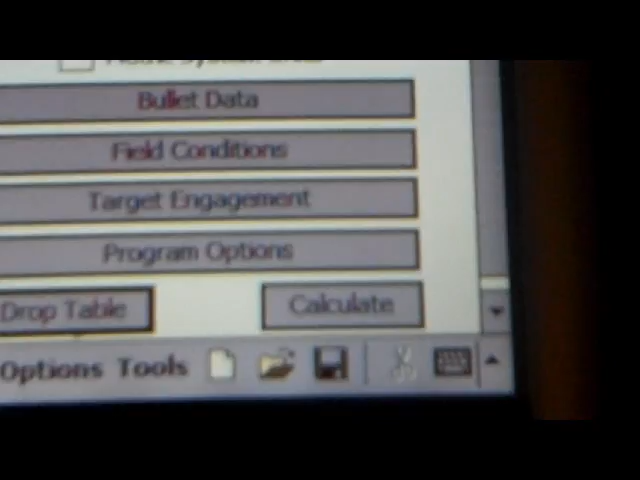 Bullet Data
Field Conditions
Target Engagement
Program Options
Drop Table Calculate
Options Tools